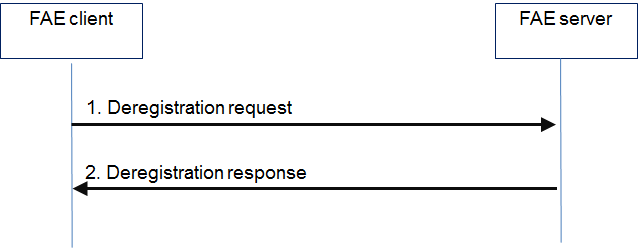 FAE client
FAE server
1. Deregistration request
2. Deregistration response